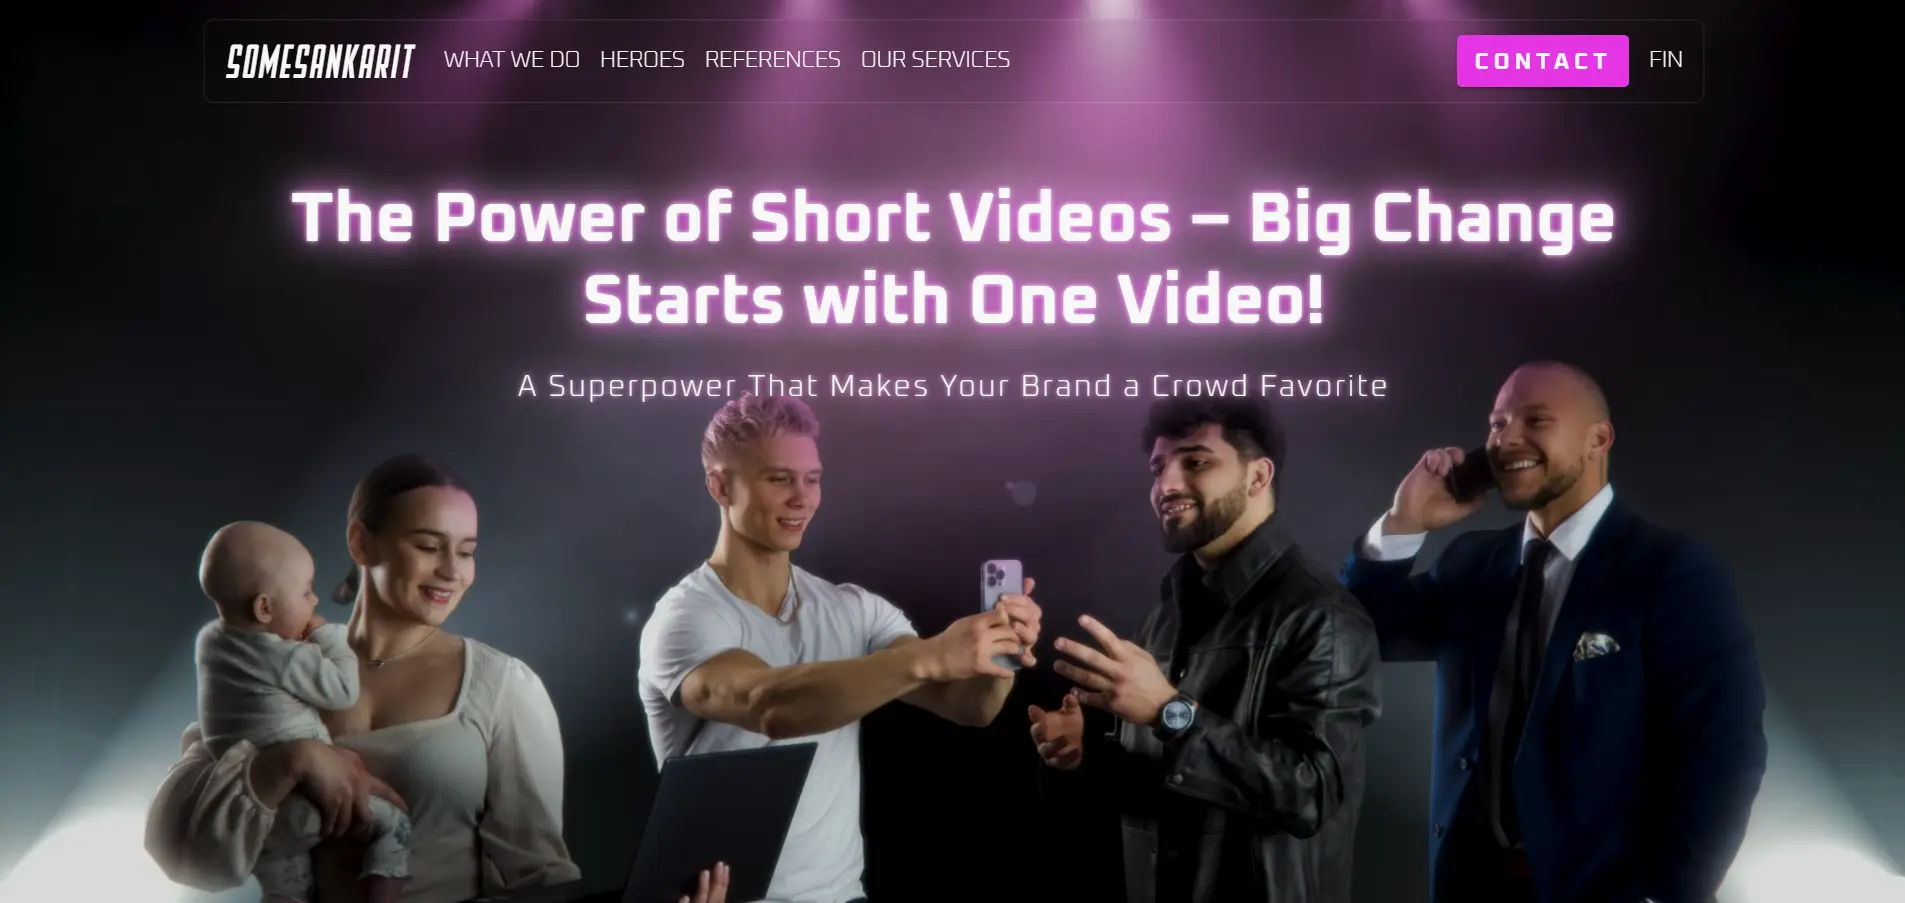 SOMESANKARIT
WHAT WE DO
HEROES
REFERENCES
OUR SERVICES
CONTACT
FIN
The Power of Short Videos – Big Change
Starts with One Video!
A Superpower That Makes Your Brand a Crowd Favorite